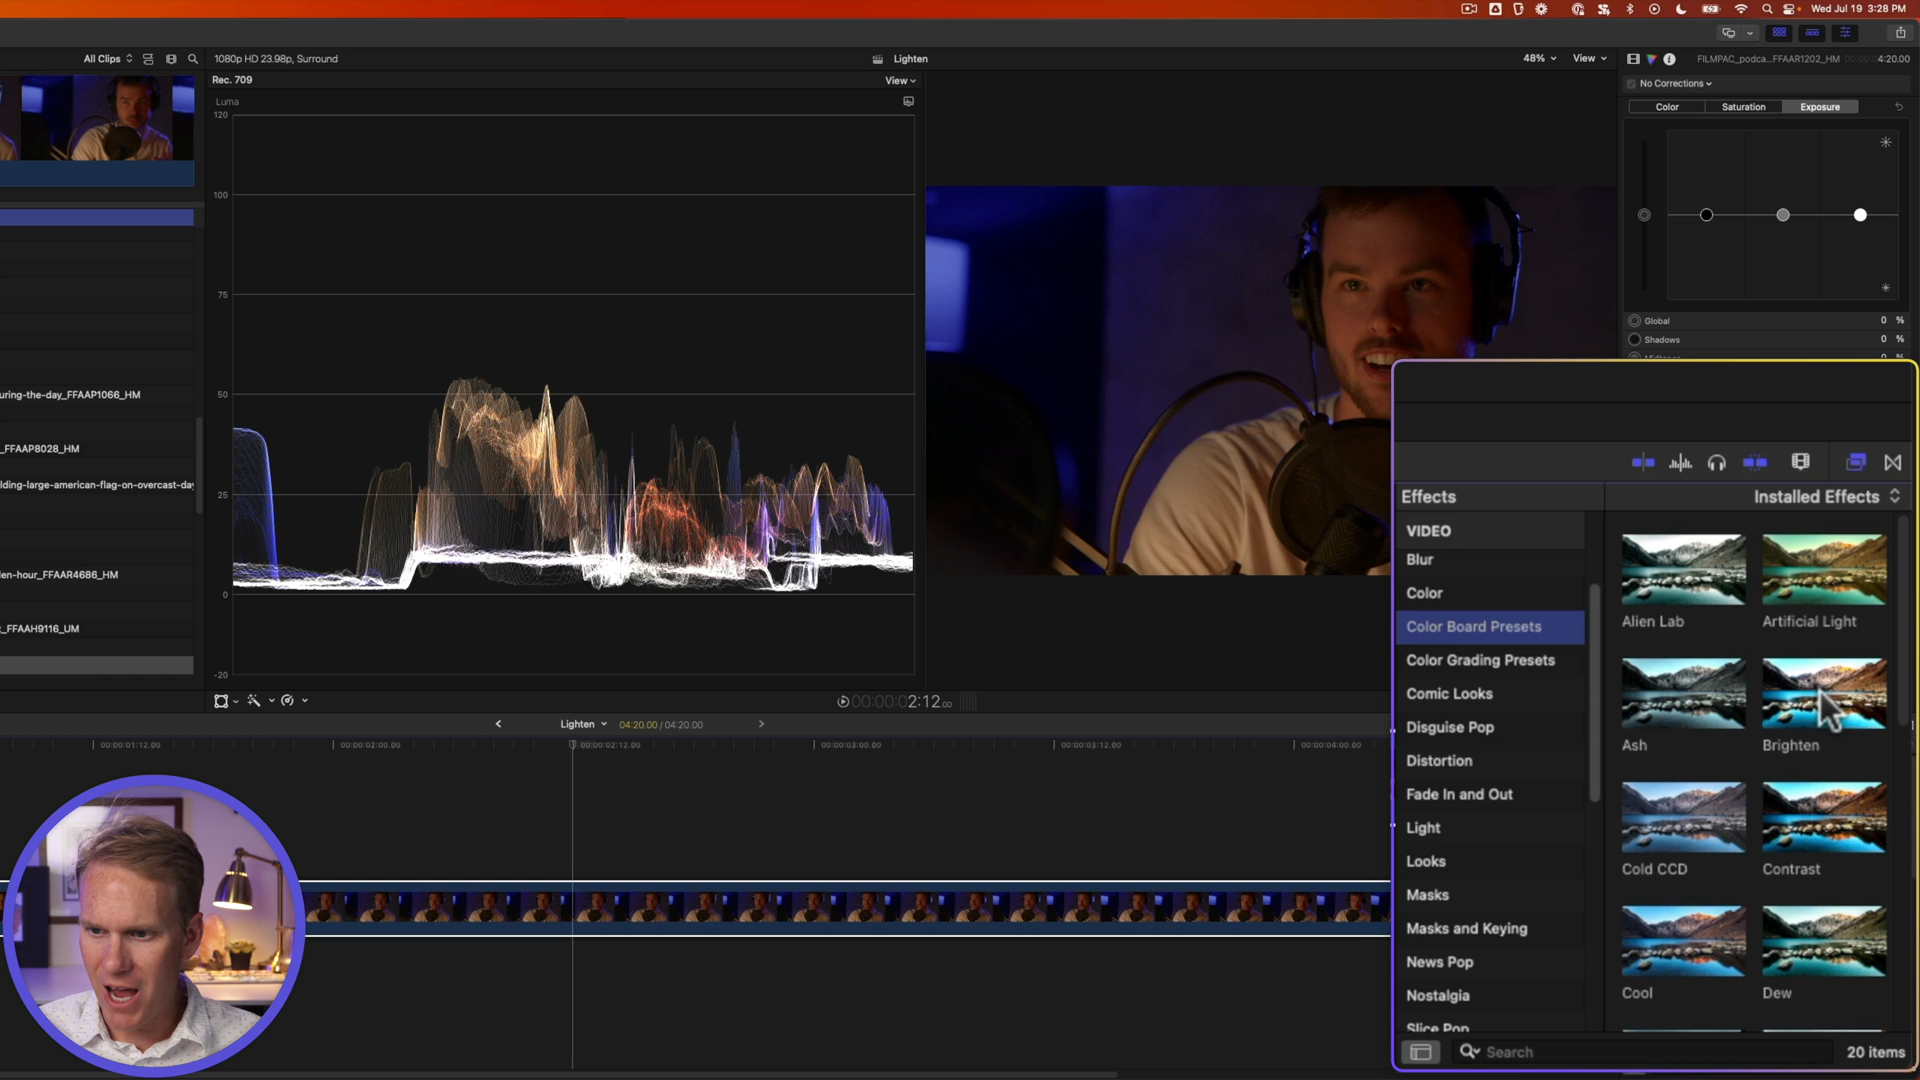 Wed Jul 19 3:28 PM
All Clips
1080p HD 23.98p, Surround
Lighten
48%
View
FILMPAC_podca...FFAAR1202_HM
4:20.00
Rec. 709
View
No Corrections
Luma
Color
Saturation
Exposure
120
100
75
50
25
0
-20
Global
0 %
Shadows
0 %
0 %
uring-the-day_FFAAP1066_HM
_FFAAP8028_HM
lding-large-american-flag-on-overcast-day
len-hour_FFAAR4686_HM
_FFAAH9116_UM
00:00:00:02:12.00
Lighten
04:20.00 / 04:20.00
00:00:01:12.00
00:00:02:00.00
00:00:02:12.00
00:00:03:00.00
00:00:03:12.00
00:00:04:00.00
Effects
Installed Effects
VIDEO
Blur
Color
Color Board Presets
Color Grading Presets
Comic Looks
Disguise Pop
Distortion
Fade In and Out
Light
Looks
Masks
Masks and Keying
News Pop
Nostalgia
Slice Pop
Alien Lab
Artificial Light
Ash
Brighten
Cold CCD
Contrast
Cool
Dew
Search
20 items